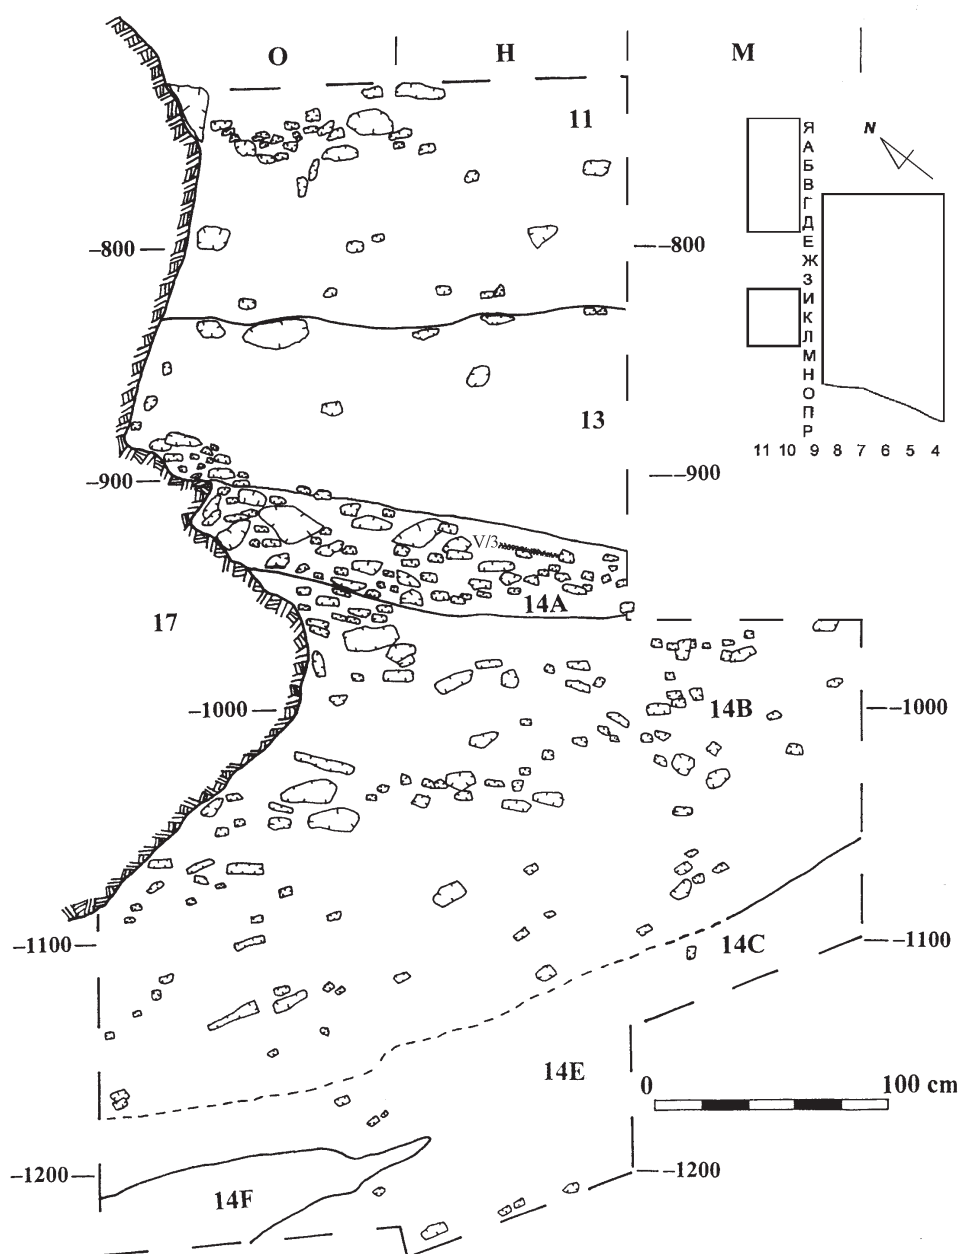 О Н М
11
N
Я
А
Б
В
Г
Д
Е
Ж
З
И
К
Л
М
Н
О
П
Р
11 10 9 8 7 6 5 4
–800 –800
13
–900 –900
V/3
14A
17
–1000 14B –1000
–1100 14C –1100
14E
0 100 cm
–1200 –1200
14F